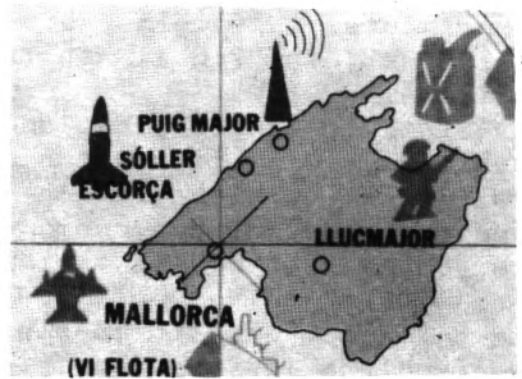 PUIG MAJOR
SÓLLER
ESCORÇA
LLUCMAJOR
MALLORCA
(VI FLOTA)